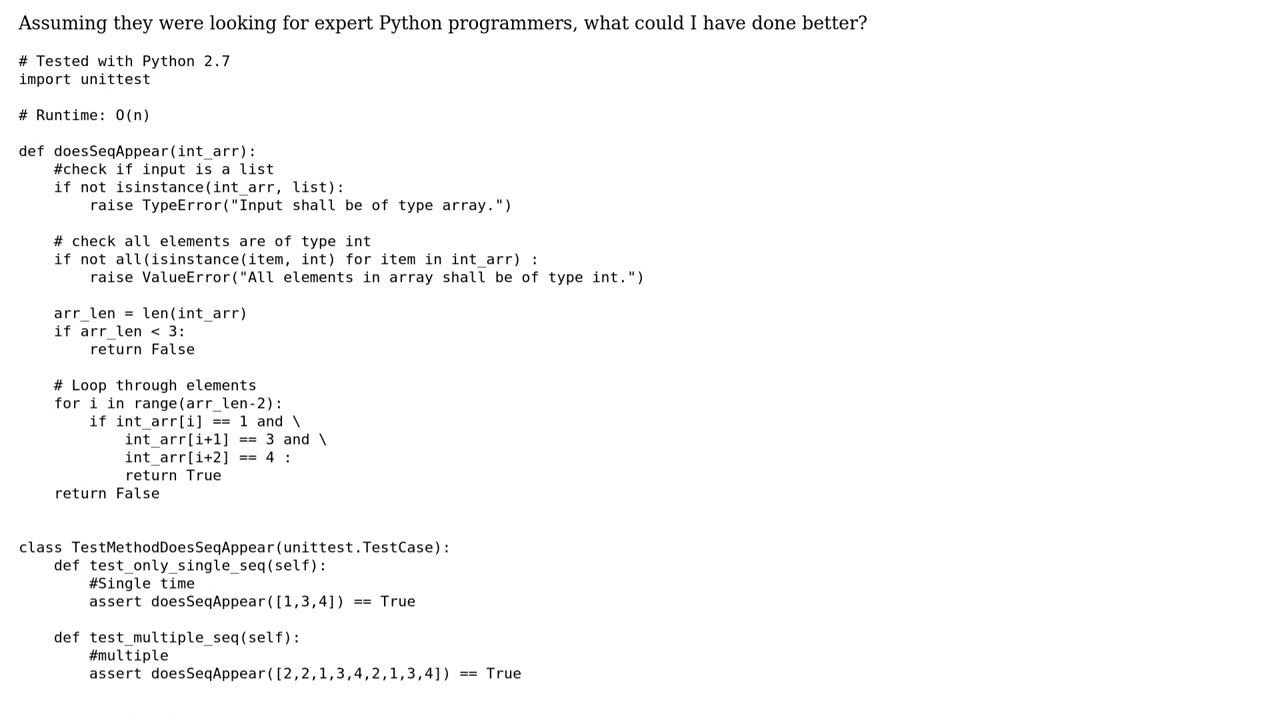 Assuming they were looking for expert Python programmers, what could I have done better?
# Tested with Python 2.7
import unittest

# Runtime: O(n)

def doesSeqAppear(int_arr):
    #check if input is a list
    if not isinstance(int_arr, list):
        raise TypeError("Input shall be of type array.")

    # check all elements are of type int
    if not all(isinstance(item, int) for item in int_arr) :
        raise ValueError("All elements in array shall be of type int.")

    arr_len = len(int_arr)
    if arr_len < 3:
        return False

    # Loop through elements
    for i in range(arr_len-2):
        if int_arr[i] == 1 and \
            int_arr[i+1] == 3 and \
            int_arr[i+2] == 4 :
            return True
    return False


class TestMethodDoesSeqAppear(unittest.TestCase):
    def test_only_single_seq(self):
        #Single time
        assert doesSeqAppear([1,3,4]) == True

    def test_multiple_seq(self):
        #multiple
        assert doesSeqAppear([2,2,1,3,4,2,1,3,4]) == True